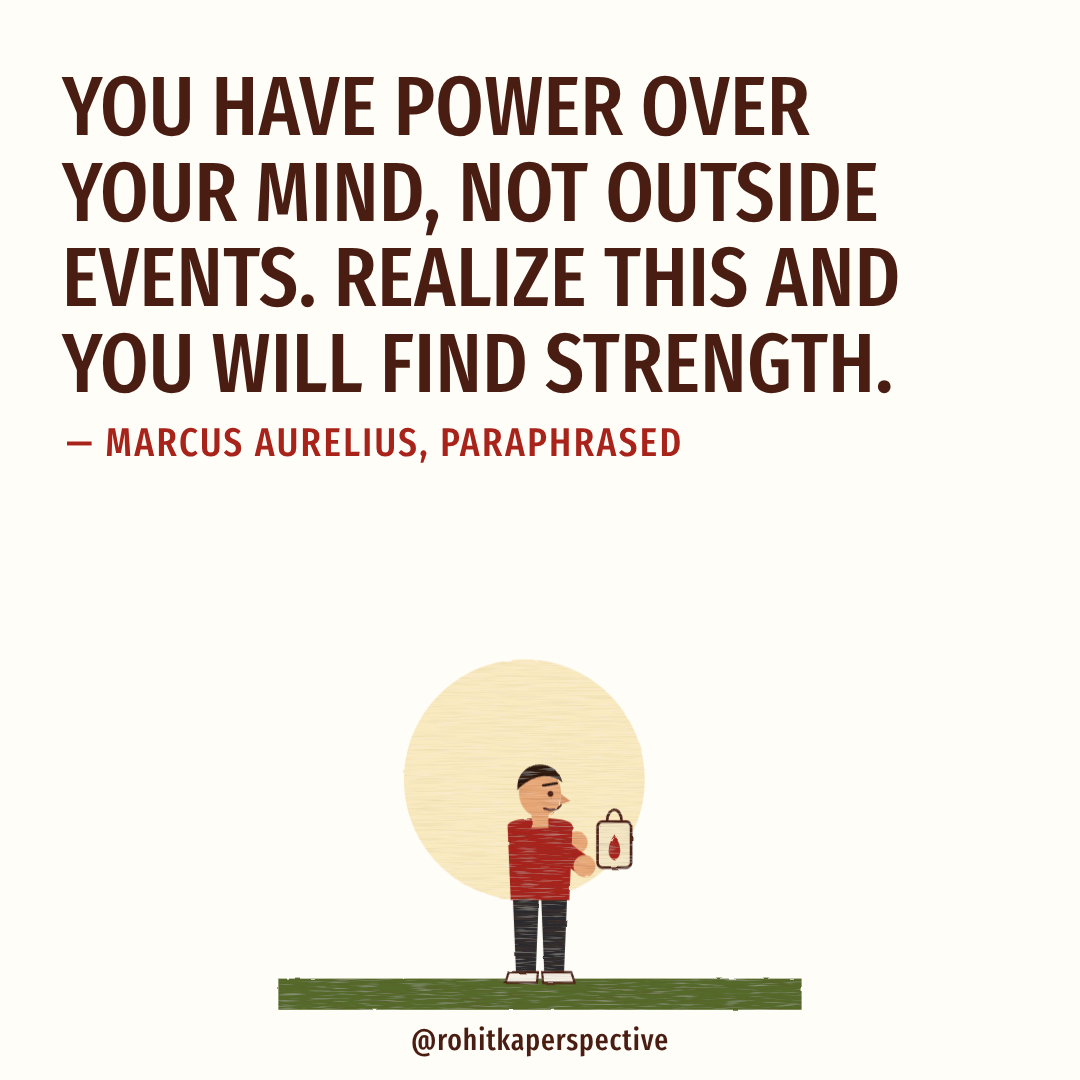 YOU HAVE POWER OVER
YOUR MIND, NOT OUTSIDE
EVENTS. REALIZE THIS AND
YOU WILL FIND STRENGTH.
— MARCUS AURELIUS, PARAPHRASED
@rohitkaperspective